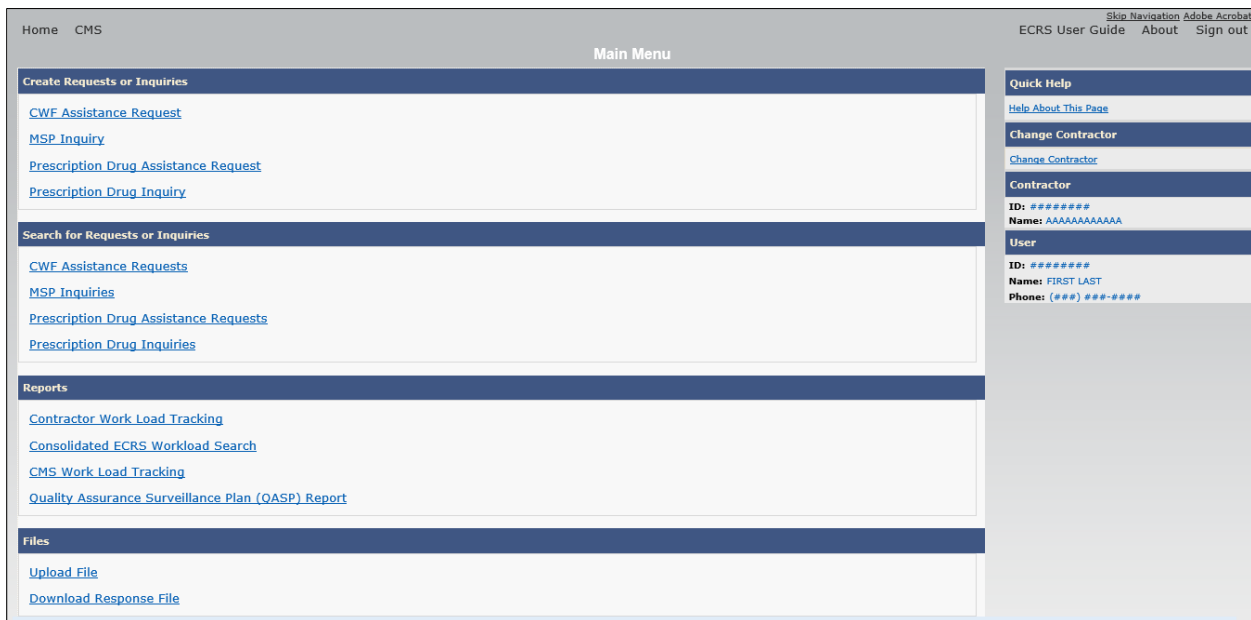 Skip Navigation Adobe Acrobat
Home CMS ECRS User Guide About Sign out
Main Menu
Create Requests or Inquiries
CWF Assistance Request
MSP Inquiry
Prescription Drug Assistance Request
Prescription Drug Inquiry
Search for Requests or Inquiries
CWF Assistance Requests
MSP Inquiries
Prescription Drug Assistance Requests
Prescription Drug Inquiries
Reports
Contractor Work Load Tracking
Consolidated ECRS Workload Search
CMS Work Load Tracking
Quality Assurance Surveillance Plan (QASP) Report
Files
Upload File
Download Response File
Quick Help
Help About This Page
Change Contractor
Change Contractor
Contractor
ID: ########
Name: AAAAAAAAAAAA
User
ID: ########
Name: FIRST LAST
Phone: (###) ###-####